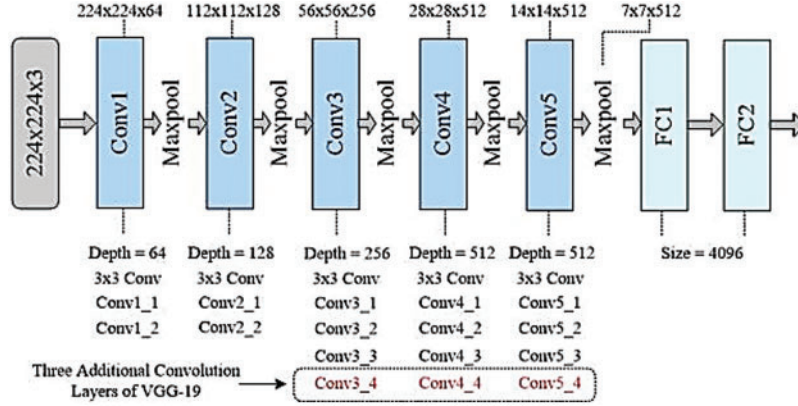 224x224x64 112x112x128 56x56x256 28x28x512 14x14x512 7x7x512
224x224x3
Conv1
Maxpool
Conv2
Maxpool
Conv3
Maxpool
Conv4
Maxpool
Conv5
Maxpool
FC1
FC2
Depth = 64 Depth = 128 Depth = 256 Depth = 512 Depth = 512 Size = 4096
3x3 Conv 3x3 Conv 3x3 Conv 3x3 Conv 3x3 Conv
Conv1_1 Conv2_1 Conv3_1 Conv4_1 Conv5_1
Conv1_2 Conv2_2 Conv3_2 Conv4_2 Conv5_2
Conv3_3 Conv4_3 Conv5_3
Three Additional Convolution
Layers of VGG-19
Conv3_4 Conv4_4 Conv5_4